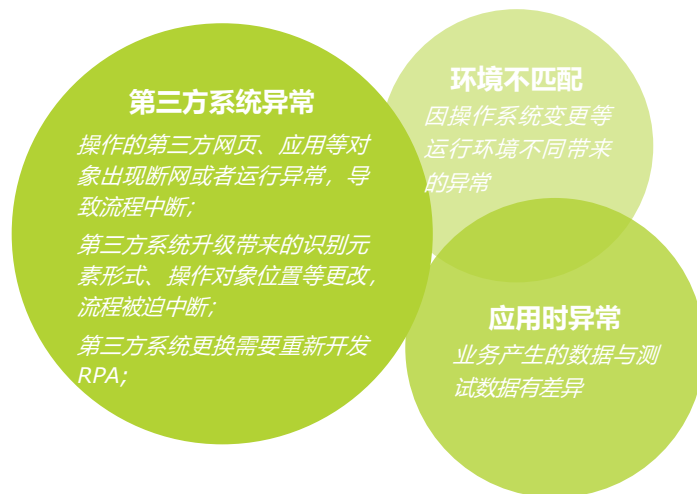 第三方系统异常
操作的第三方网页、应用等对
象出现断网或者运行异常，导
致流程中断；
第三方系统升级带来的识别元
素形式、操作对象位置等更改，
流程被迫中断；
第三方系统更换需要重新开发
RPA；
环境不匹配
因操作系统变更等
运行环境不同带来
的异常
应用时异常
业务产生的数据与测
试数据有差异